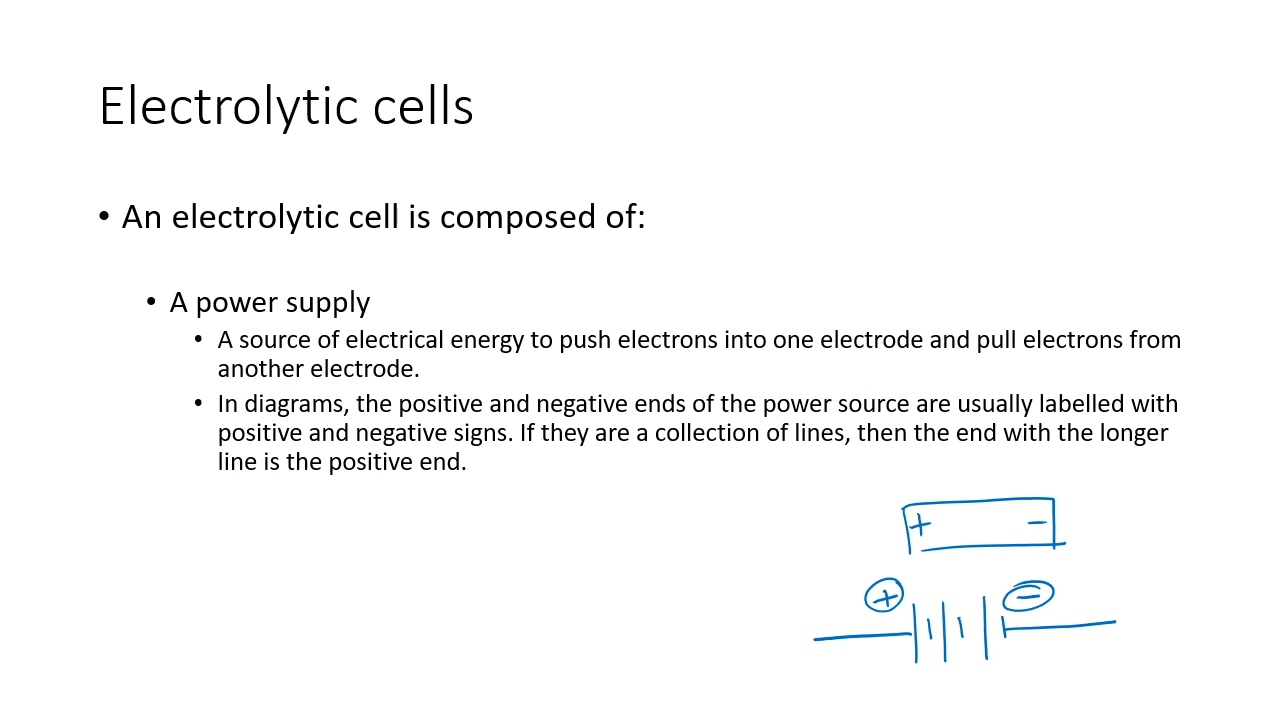 Electrolytic cells
• An electrolytic cell is composed of:
• A power supply
• A source of electrical energy to push electrons into one electrode and pull electrons from
another electrode.
• In diagrams, the positive and negative ends of the power source are usually labelled with
positive and negative signs. If they are a collection of lines, then the end with the longer
line is the positive end.
+ −
+ −